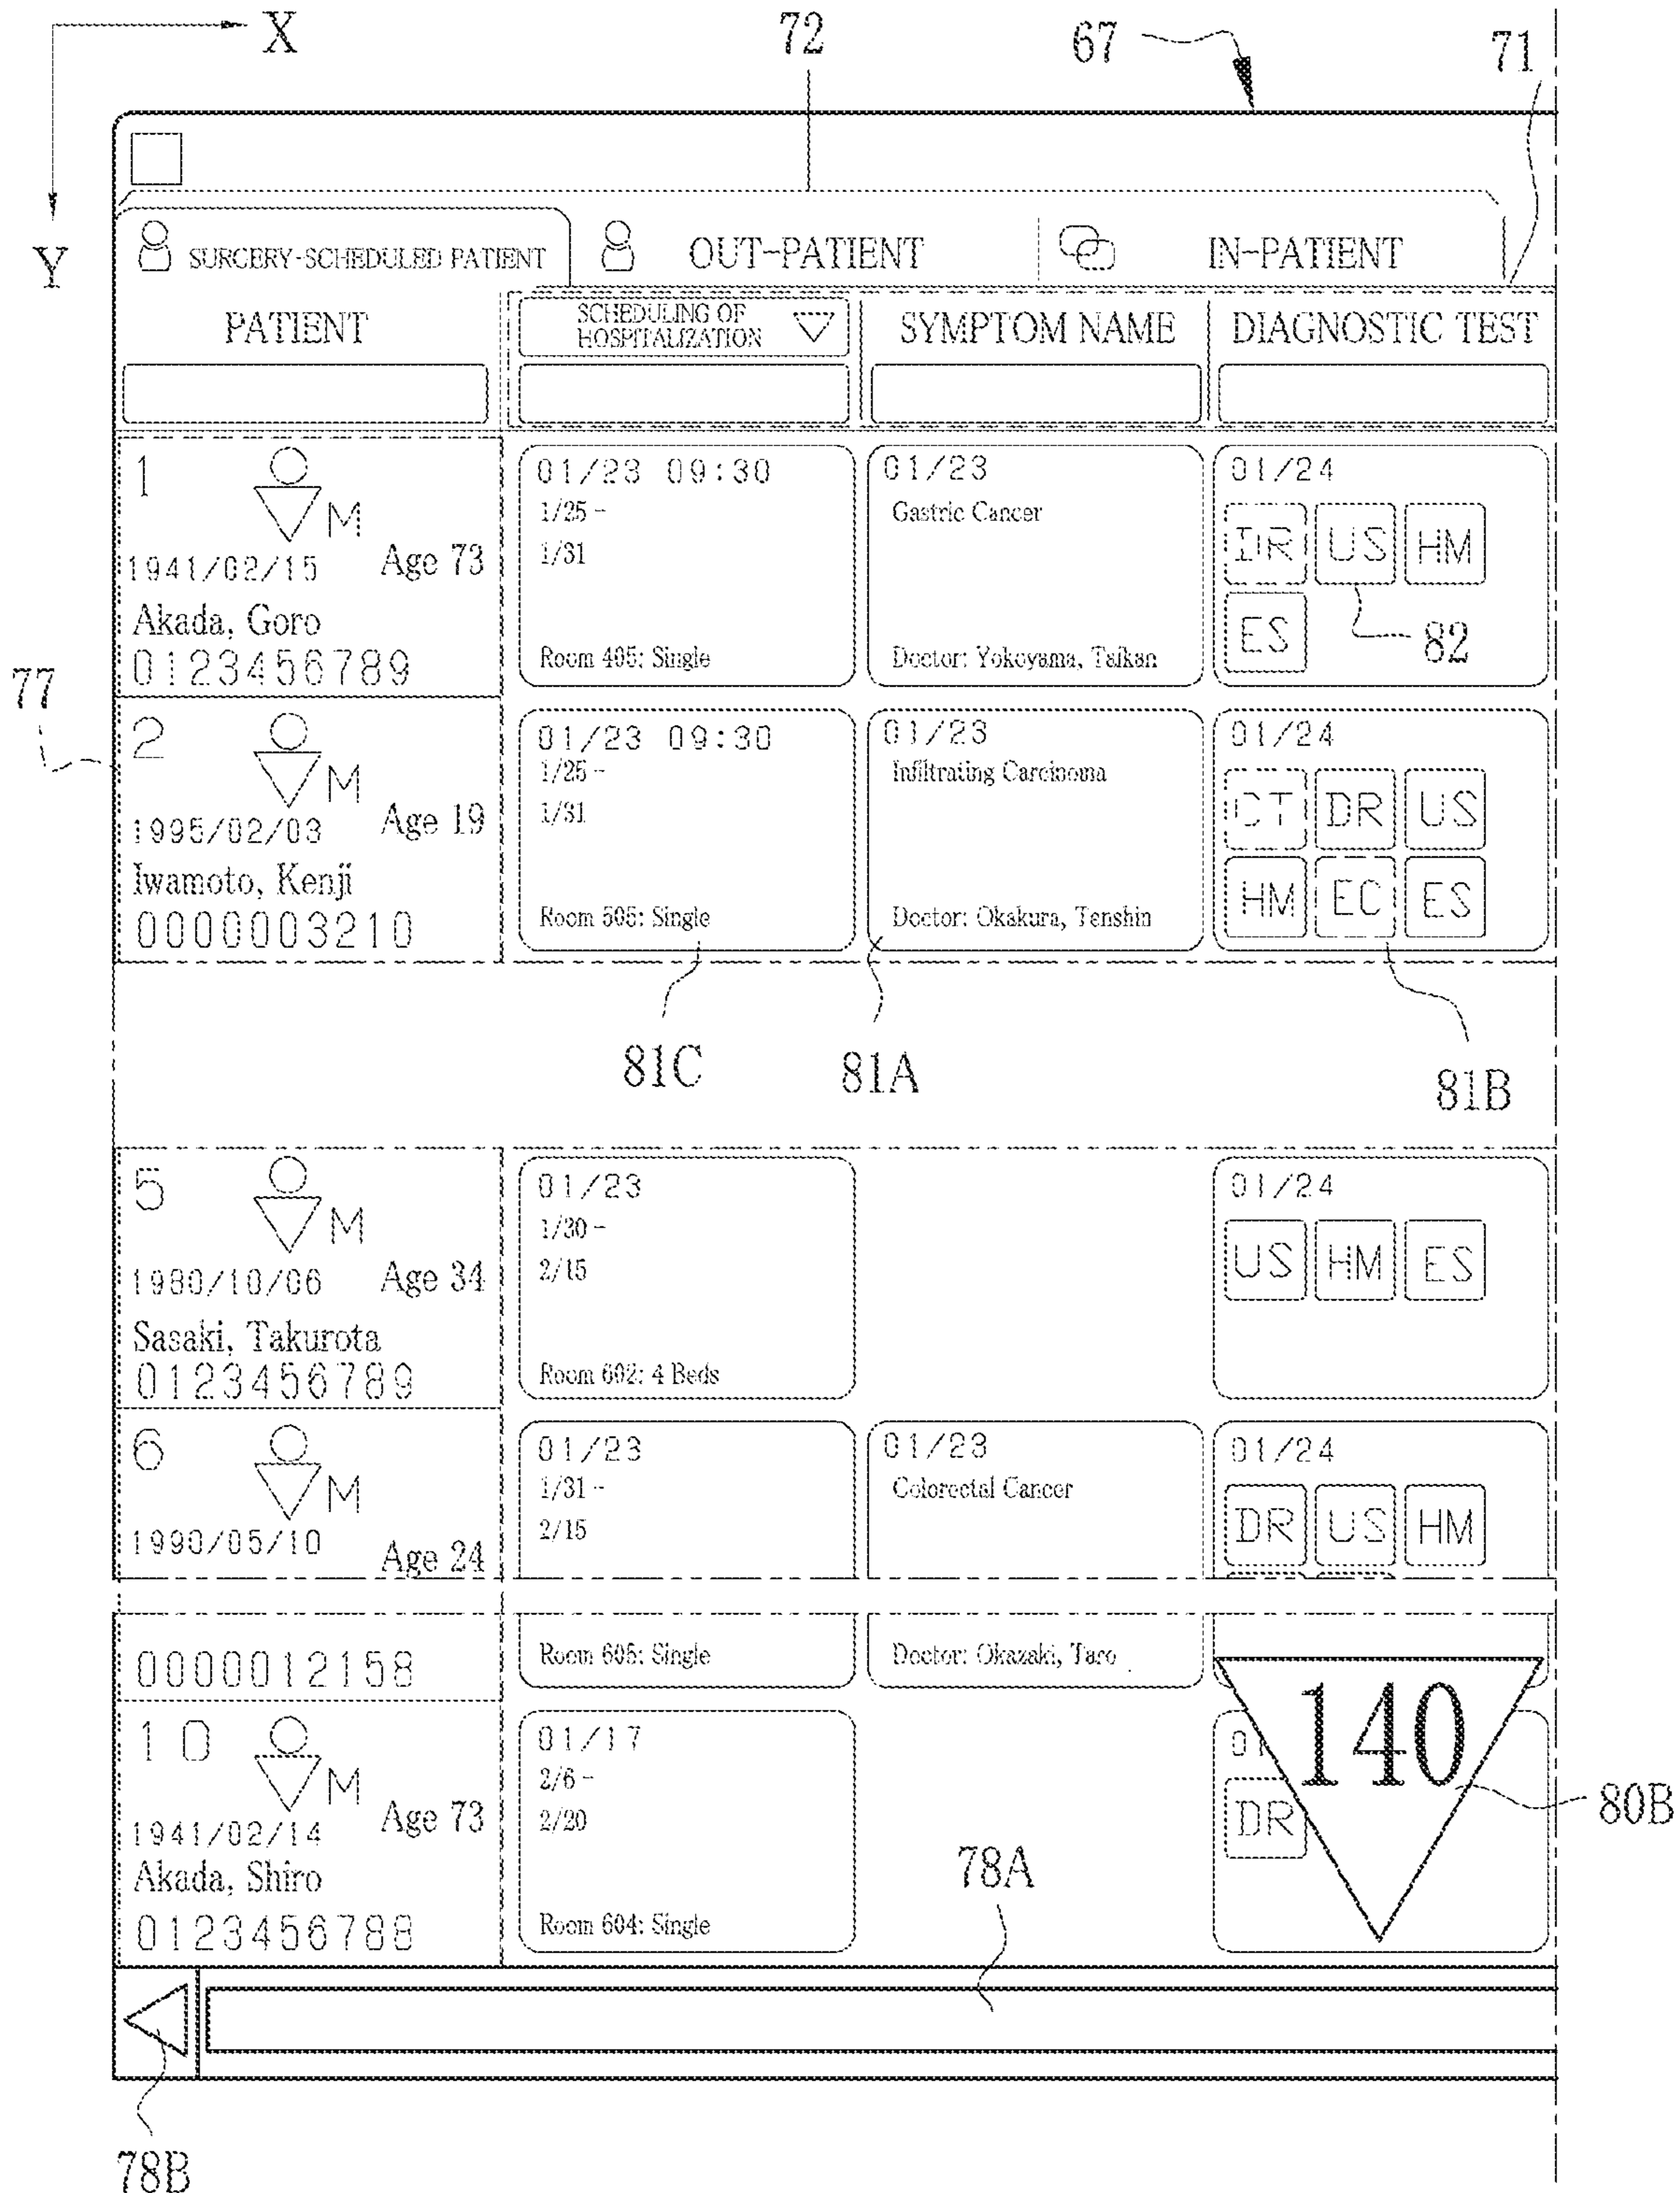 X
72
67
71
Y
SURGERY-SCHEDULED PATIENT
OUT-PATIENT
IN-PATIENT
PATIENT
SCHEDULING OF
HOSPITALIZATION
SYMPTOM NAME
DIAGNOSTIC TEST
1
M
1941/02/15 Age 73
Akada, Goro
0123456789
01/23 09:30
1/25 -
1/31
Room 405: Single
01/23
Gastric Cancer
Doctor: Yokoyama, Taikan
01/24
DR US HM
ES
82
77
2
M
1995/02/03 Age 19
Iwamoto, Kenji
0000003210
01/23 09:30
1/25 -
1/31
Room 505: Single
01/23
Infiltrating Carcinoma
Doctor: Okakura, Tenshin
01/24
CT DR US
HM EC ES
81C
81A
81B
5
M
1980/10/06 Age 34
Sasaki, Takurota
0123456789
01/23
1/30 -
2/15
Room 602: 4 Beds
01/24
US HM ES
6
M
1990/05/10 Age 24
01/23
1/31 -
2/15
01/23
Colorectal Cancer
01/24
DR US HM
0000012158
Room 605: Single
Doctor: Okazaki, Taro
140
80B
10
M
1941/02/14 Age 73
Akada, Shiro
0123456788
01/17
2/6 -
2/20
Room 604: Single
DR
78A
78B